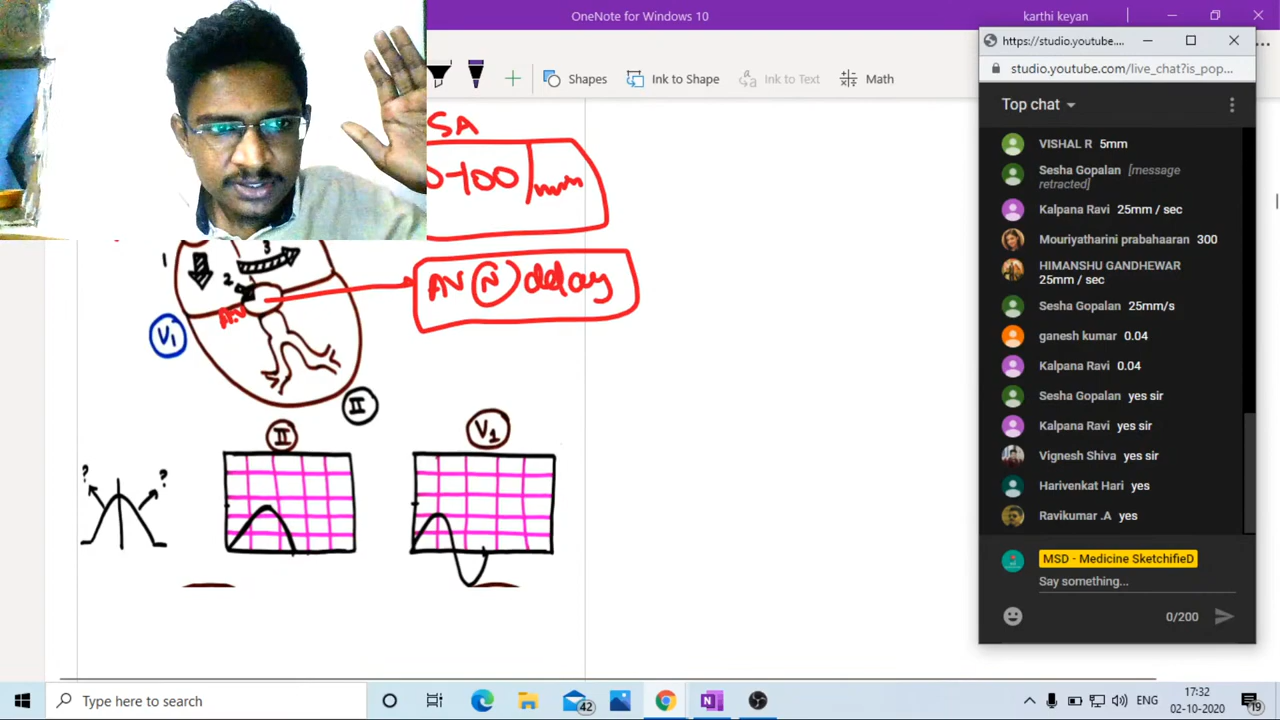 OneNote for Windows 10
karthi keyan
Shapes
Ink to Shape
Ink to Text
Math
https://studio.youtube...
studio.youtube.com/live_chat?is_pop...
Top chat
VISHAL R 5mm
Sesha Gopalan [message
retracted]
Kalpana Ravi 25mm / sec
Mariyatharini prabahaaran 300
HIMANSHU GANDHEWAR
25mm / sec
Sesha Gopalan 25mm/s
ganesh kumar 0.04
Kalpana Ravi 0.04
Sesha Gopalan yes sir
Kalpana Ravi yes sir
Vignesh Shiva yes sir
Harivenkat Hari yes
Ravikumar .A yes
MSD - Medicine SketchifieD
Say something...
0/200
SA
0-100
1
2
3
AV N delay
AV
V1
II
II
V1
?
?
Type here to search
42
ENG
17:32
02-10-2020
19